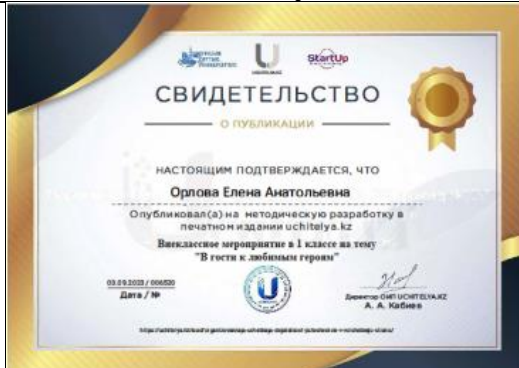 StartUp
СВИДЕТЕЛЬСТВО
О ПУБЛИКАЦИИ
НАСТОЯЩИМ ПОДТВЕРЖДАЕТСЯ, ЧТО
Орлова Елена Анатольевна
Опубликовал(а) на методическую разработку в
печатном издании uchitelya.kz
Внеклассное мероприятие в 1 классе на тему
"В гости к любимым героям"
Дата / №
Директор ОИП UCHITELYA.KZ
А. А. Кабиев